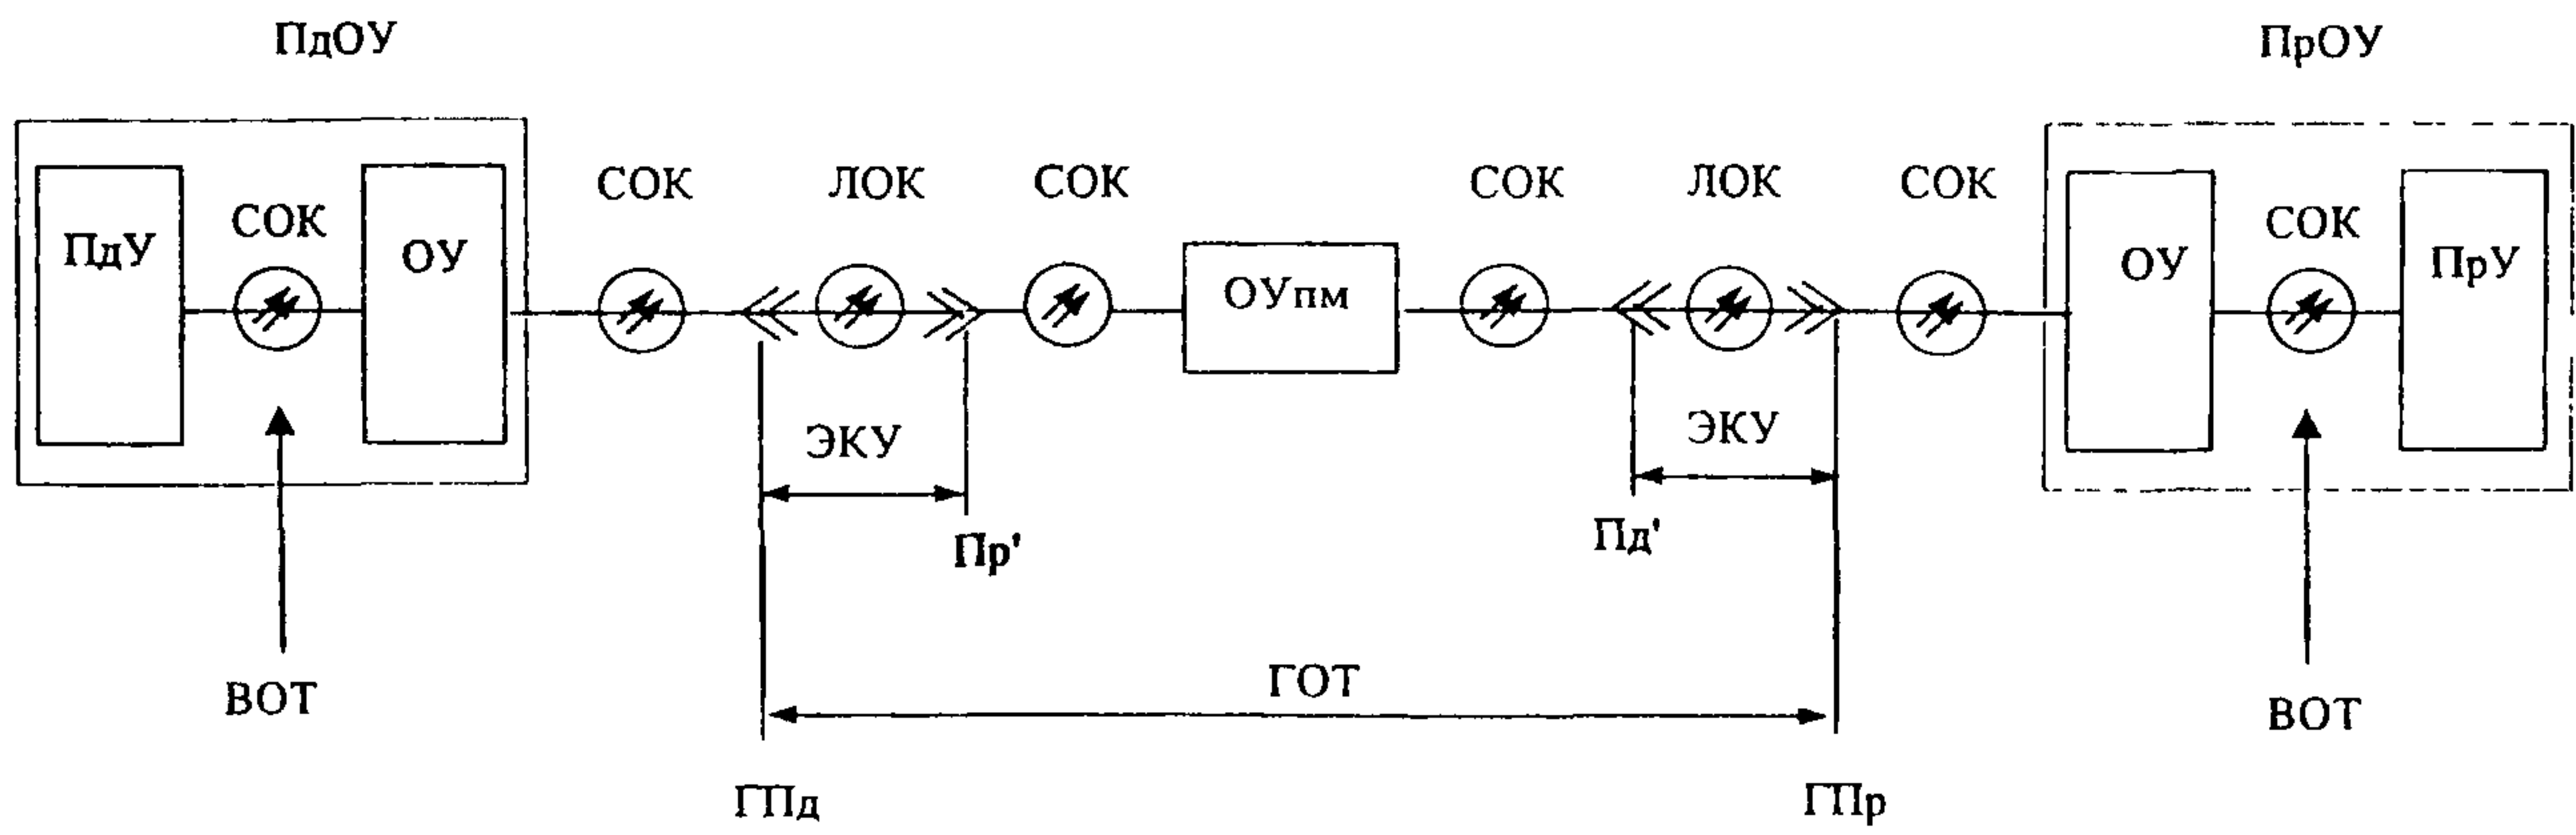 ПдОУ
ПрОУ
СОК
ЛОК
СОК
СОК
ЛОК
СОК
ПдУ
СОК
ОУ
ОУпм
ОУ
СОК
ПрУ
ЭКУ
ЭКУ
Пр'
Пд'
ВОТ
ГОТ
ВОТ
ГПд
ГПр